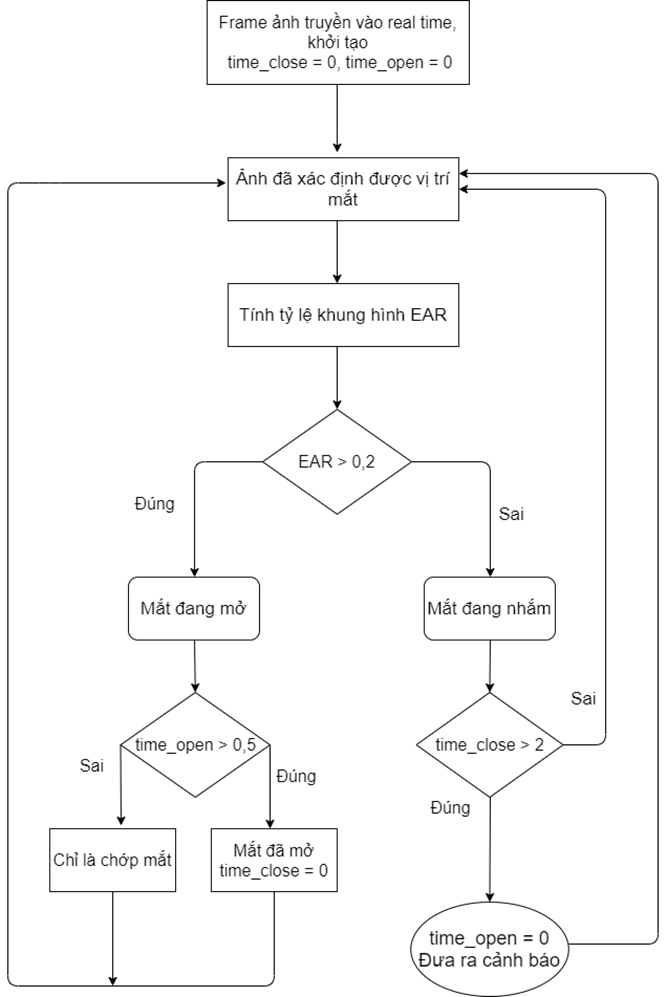 Frame ảnh truyền vào real time,
khởi tạo
time_close = 0, time_open = 0
Ảnh đã xác định được vị trí
mắt
Tính tỷ lệ khung hình EAR
EAR > 0,2
Đúng
Sai
Mắt đang mở
Mắt đang nhắm
Sai
time_open > 0,5
time_close > 2
Sai
Đúng
Đúng
Chỉ là chớp mắt
Mắt đã mở
time_close = 0
time_open = 0
Đưa ra cảnh báo